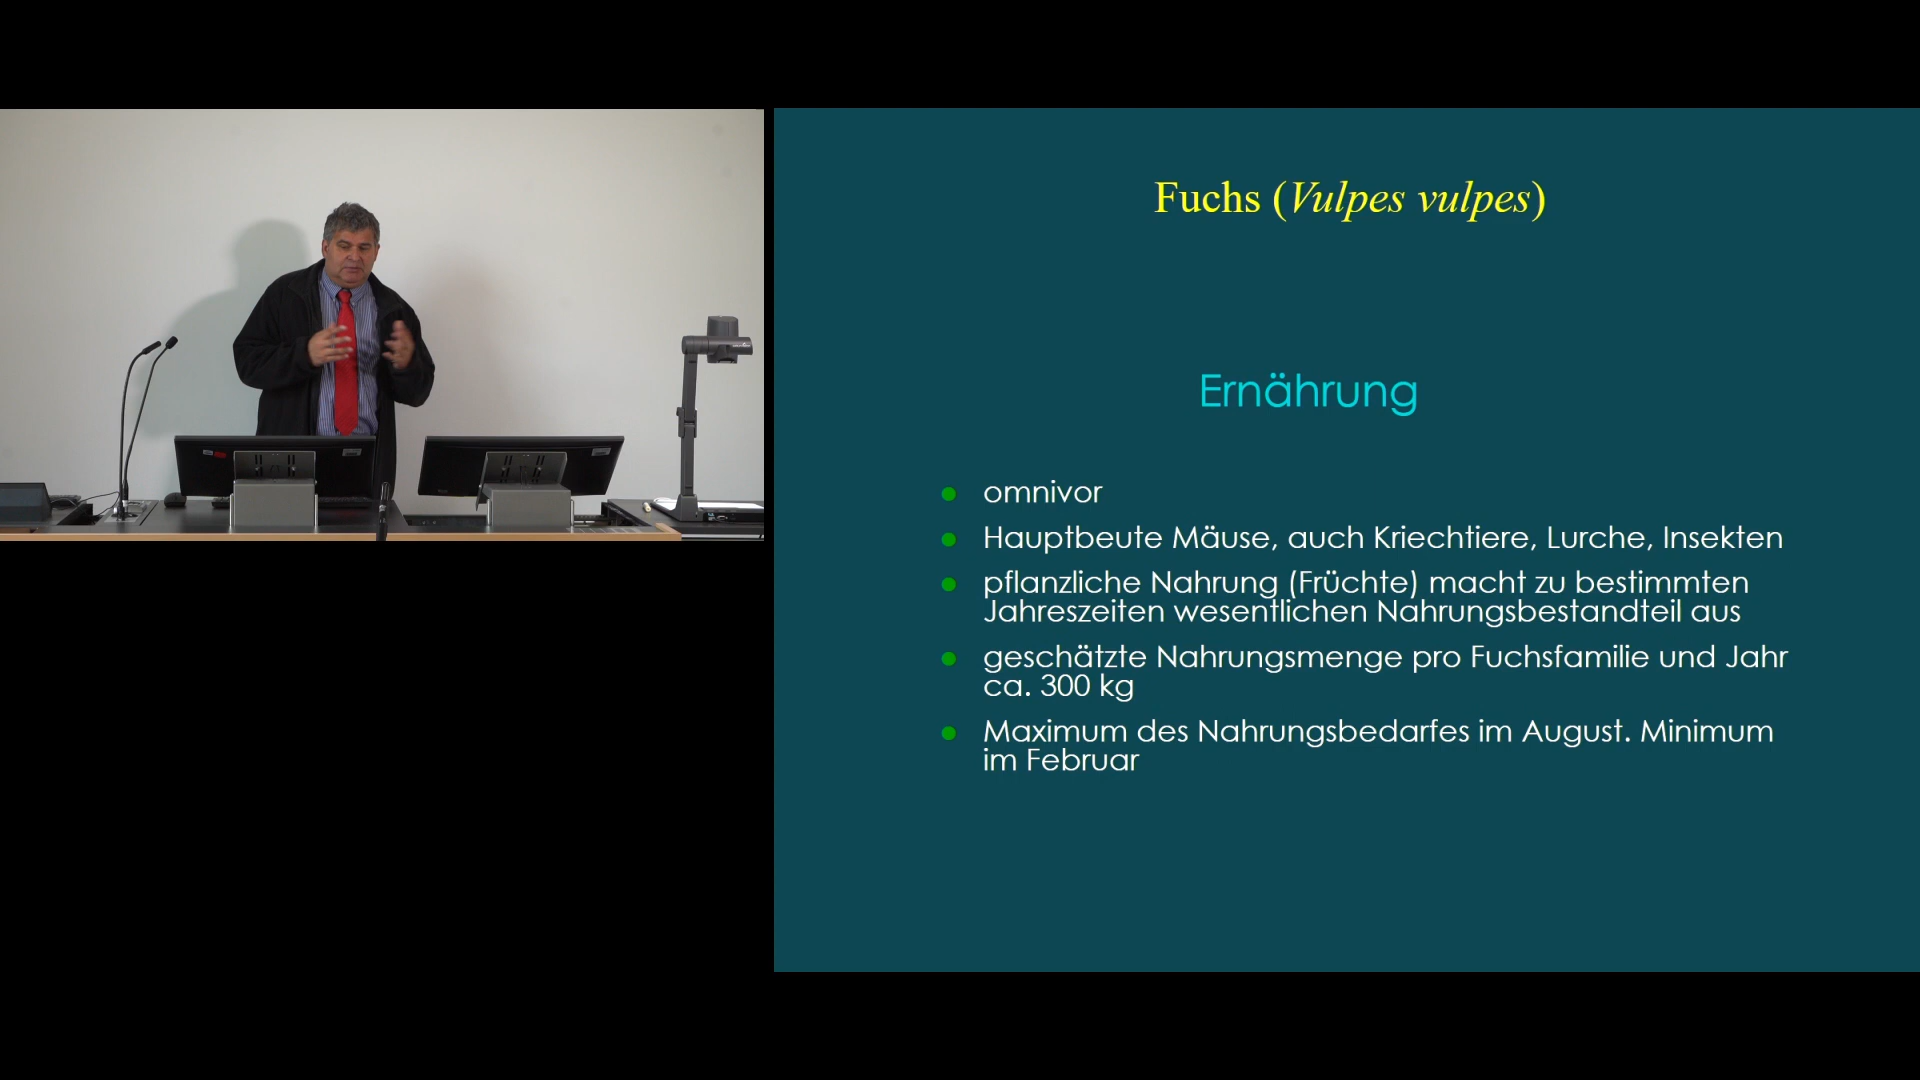 Fuchs (Vulpes vulpes)
Ernährung
omnivor
Hauptbeute Mäuse, auch Kriechtiere, Lurche, Insekten
pflanzliche Nahrung (Früchte) macht zu bestimmten
Jahreszeiten wesentlichen Nahrungsbestandteil aus
geschätzte Nahrungsmenge pro Fuchsfamilie und Jahr
ca. 300 kg
Maximum des Nahrungsbedarfes im August. Minimum
im Februar